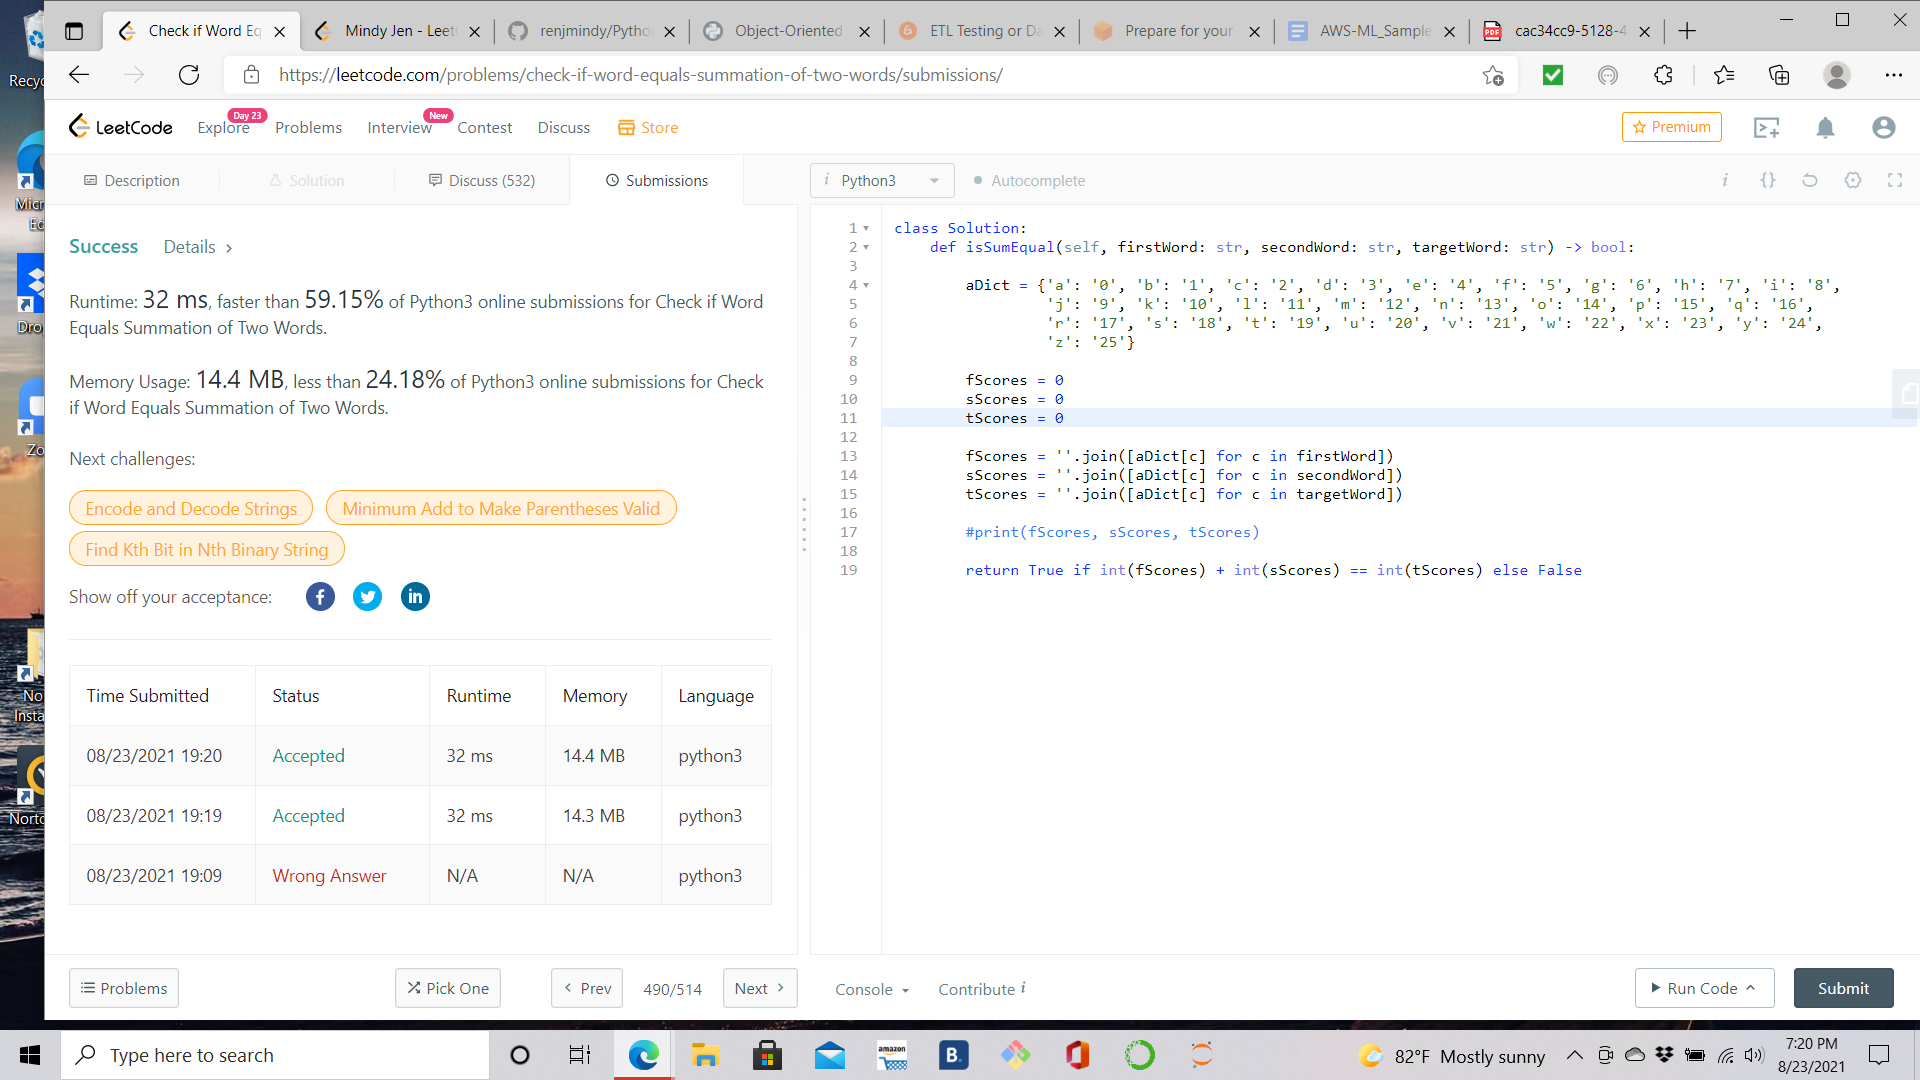 Check if Word Eq
Mindy Jen - Leet
renjmindy/Pytho
Object-Oriented
ETL Testing or Da
Prepare for your
AWS-ML_Sample
PDF
cac34cc9-5128-4
https://leetcode.com/problems/check-if-word-equals-summation-of-two-words/submissions/
LeetCode
Explore
Day 23
Problems
Interview
New
Contest
Discuss
Store
Premium
Description
Solution
Discuss (532)
Submissions
i Python3
Autocomplete
i
{}
Success
Details
Runtime: 32 ms, faster than 59.15% of Python3 online submissions for Check if Word
Equals Summation of Two Words.
Memory Usage: 14.4 MB, less than 24.18% of Python3 online submissions for Check
if Word Equals Summation of Two Words.
Next challenges:
Encode and Decode Strings
Minimum Add to Make Parentheses Valid
Find Kth Bit in Nth Binary String
Show off your acceptance:
Time Submitted Status Runtime Memory Language
08/23/2021 19:20 Accepted 32 ms 14.4 MB python3
08/23/2021 19:19 Accepted 32 ms 14.3 MB python3
08/23/2021 19:09 Wrong Answer N/A N/A python3
1 class Solution:
2 def isSumEqual(self, firstWord: str, secondWord: str, targetWord: str) -> bool:
3
4 aDict = {'a': '0', 'b': '1', 'c': '2', 'd': '3', 'e': '4', 'f': '5', 'g': '6', 'h': '7', 'i': '8',
5 'j': '9', 'k': '10', 'l': '11', 'm': '12', 'n': '13', 'o': '14', 'p': '15', 'q': '16',
6 'r': '17', 's': '18', 't': '19', 'u': '20', 'v': '21', 'w': '22', 'x': '23', 'y': '24',
7 'z': '25'}
8
9 fScores = 0
10 sScores = 0
11 tScores = 0
12
13 fScores = ''.join([aDict[c] for c in firstWord])
14 sScores = ''.join([aDict[c] for c in secondWord])
15 tScores = ''.join([aDict[c] for c in targetWord])
16
17 #print(fScores, sScores, tScores)
18
19 return True if int(fScores) + int(sScores) == int(tScores) else False
Problems
Pick One
Prev
490/514
Next
Console
Contribute i
Run Code
Submit
Recyc
Micr
Ed
Dro
Zo
No
Insta
Norto
Type here to search
amazon
B.
82°F Mostly sunny
7:20 PM
8/23/2021